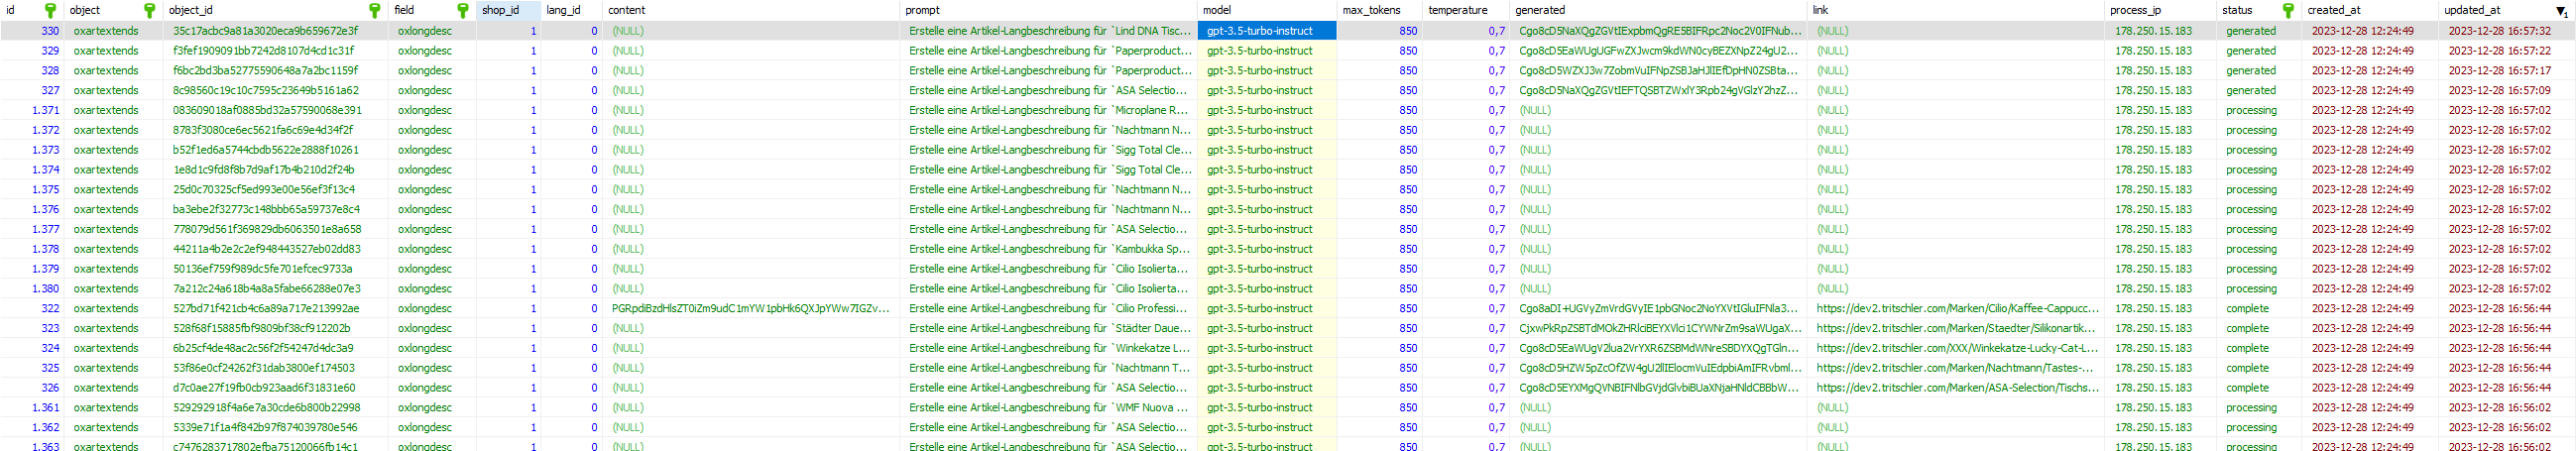 id object object_id field shop_id lang_id content prompt model max_tokens temperature generated link process_ip status created_at updated_at
330 oxartextends 35c17acbc9a81a3020eca9b659672e3f oxlongdesc 1 0 (NULL) Erstelle eine Artikel-Langbeschreibung für `Lind DNA Tisc... gpt-3.5-turbo-instruct 850 0,7 Cgo8cD5NaXQgZGVtIExpbmQgRE5BIFRpc2Noc2V0IFNub... (NULL) 178.250.15.183 generated 2023-12-28 12:24:49 2023-12-28 16:57:32
329 oxartextends f3fef1909091bb7242d8107d4cd1c31f oxlongdesc 1 0 (NULL) Erstelle eine Artikel-Langbeschreibung für `Paperproduct... gpt-3.5-turbo-instruct 850 0,7 Cgo8cD5EaWUgUGFwZXJwcm9kdWN0cyBEZXNpZ24gU2... (NULL) 178.250.15.183 generated 2023-12-28 12:24:49 2023-12-28 16:57:22
328 oxartextends f6bc2bd3ba52775590648a7a2bc1159f oxlongdesc 1 0 (NULL) Erstelle eine Artikel-Langbeschreibung für `Paperproduct... gpt-3.5-turbo-instruct 850 0,7 (NULL) 178.250.15.183 generated 2023-12-28 12:24:49 2023-12-28 16:57:17
327 oxartextends 8c98560c19c10c7595c23649b5161a62 oxlongdesc 1 0 (NULL) Erstelle eine Artikel-Langbeschreibung für `ASA Selectio... gpt-3.5-turbo-instruct 850 0,7 (NULL) 178.250.15.183 generated 2023-12-28 12:24:49 2023-12-28 16:57:09
1.371 oxartextends 083609018af0885bd32a57590068e391 oxlongdesc 1 0 (NULL) Erstelle eine Artikel-Langbeschreibung für `Microplane R... gpt-3.5-turbo-instruct 850 0,7 (NULL) (NULL) 178.250.15.183 processing 2023-12-28 12:24:49 2023-12-28 16:57:02
1.372 oxartextends 8783f3080ce6ec5621fa6c69e4d34f2f oxlongdesc 1 0 (NULL) Erstelle eine Artikel-Langbeschreibung für `Nachtmann N... gpt-3.5-turbo-instruct 850 0,7 (NULL) (NULL) 178.250.15.183 processing 2023-12-28 12:24:49 2023-12-28 16:57:02
1.373 oxartextends b52f1ed6a5744cbdb5622e2888f10261 oxlongdesc 1 0 (NULL) Erstelle eine Artikel-Langbeschreibung für `Sigg Total Cle... gpt-3.5-turbo-instruct 850 0,7 (NULL) (NULL) 178.250.15.183 processing 2023-12-28 12:24:49 2023-12-28 16:57:02
1.374 oxartextends 1e8d1c9fd8f8b7d9af17b4b210d2f24b oxlongdesc 1 0 (NULL) Erstelle eine Artikel-Langbeschreibung für `Sigg Total Cle... gpt-3.5-turbo-instruct 850 0,7 (NULL) (NULL) 178.250.15.183 processing 2023-12-28 12:24:49 2023-12-28 16:57:02
1.375 oxartextends 25d0c70325cf5ed993e00e56ef3f13c4 oxlongdesc 1 0 (NULL) Erstelle eine Artikel-Langbeschreibung für `Nachtmann N... gpt-3.5-turbo-instruct 850 0,7 (NULL) (NULL) 178.250.15.183 processing 2023-12-28 12:24:49 2023-12-28 16:57:02
1.376 oxartextends ba3ebe2f32773c148bbb65a59737e8c4 oxlongdesc 1 0 (NULL) Erstelle eine Artikel-Langbeschreibung für `Nachtmann N... gpt-3.5-turbo-instruct 850 0,7 (NULL) (NULL) 178.250.15.183 processing 2023-12-28 12:24:49 2023-12-28 16:57:02
1.377 oxartextends 778079d561f369829db6063501e8a658 oxlongdesc 1 0 (NULL) Erstelle eine Artikel-Langbeschreibung für `ASA Selectio... gpt-3.5-turbo-instruct 850 0,7 (NULL) (NULL) 178.250.15.183 processing 2023-12-28 12:24:49 2023-12-28 16:57:02
1.378 oxartextends 44211a4b2e2c2ef948443527eb02dd83 oxlongdesc 1 0 (NULL) Erstelle eine Artikel-Langbeschreibung für `Kambukka Sp... gpt-3.5-turbo-instruct 850 0,7 (NULL) (NULL) 178.250.15.183 processing 2023-12-28 12:24:49 2023-12-28 16:57:02
1.379 oxartextends 50136ef759f989dc5fe701efcec9733a oxlongdesc 1 0 (NULL) Erstelle eine Artikel-Langbeschreibung für `Cilio Isolierta... gpt-3.5-turbo-instruct 850 0,7 (NULL) (NULL) 178.250.15.183 processing 2023-12-28 12:24:49 2023-12-28 16:57:02
1.380 oxartextends 7a212c24a618b4a8a5fabe66288e07e3 oxlongdesc 1 0 (NULL) Erstelle eine Artikel-Langbeschreibung für `Cilio Isolierta... gpt-3.5-turbo-instruct 850 0,7 (NULL) (NULL) 178.250.15.183 processing 2023-12-28 12:24:49 2023-12-28 16:57:02
322 oxartextends 527bd71f421cb4c6a89a717e213992ae oxlongdesc 1 0 Erstelle eine Artikel-Langbeschreibung für `Cilio Professi... gpt-3.5-turbo-instruct 850 0,7 https://dev2.tritschler.com/Marken/Cilio/Kaffee-Cappucc... 178.250.15.183 complete 2023-12-28 12:24:49 2023-12-28 16:56:44
323 oxartextends 528f68f15885fbf9809bf38cf912202b oxlongdesc 1 0 (NULL) Erstelle eine Artikel-Langbeschreibung für `Städter Daue... gpt-3.5-turbo-instruct 850 0,7 https://dev2.tritschler.com/Marken/Staedter/Silikonartik... 178.250.15.183 complete 2023-12-28 12:24:49 2023-12-28 16:56:44
324 oxartextends 6b25cf4de48ac2c56f2f54247d4dc3a9 oxlongdesc 1 0 (NULL) Erstelle eine Artikel-Langbeschreibung für `Winkekatze L... gpt-3.5-turbo-instruct 850 0,7 https://dev2.tritschler.com/XXX/Winkekatze-Lucky-Cat-L... 178.250.15.183 complete 2023-12-28 12:24:49 2023-12-28 16:56:44
325 oxartextends 53f86e0cf24262f31dab3800ef174503 oxlongdesc 1 0 (NULL) Erstelle eine Artikel-Langbeschreibung für `Nachtmann T... gpt-3.5-turbo-instruct 850 0,7 https://dev2.tritschler.com/Marken/Nachtmann/Tastes-... 178.250.15.183 complete 2023-12-28 12:24:49 2023-12-28 16:56:44
326 oxartextends d7c0ae27f19fb0cb923aad6f31831e60 oxlongdesc 1 0 (NULL) Erstelle eine Artikel-Langbeschreibung für `ASA Selectio... gpt-3.5-turbo-instruct 850 0,7 https://dev2.tritschler.com/Marken/ASA-Selection/Tischs... 178.250.15.183 complete 2023-12-28 12:24:49 2023-12-28 16:56:44
1.361 oxartextends 529292918f4a6e7a30cde6b800b22998 oxlongdesc 1 0 (NULL) Erstelle eine Artikel-Langbeschreibung für `WMF Nuova ... gpt-3.5-turbo-instruct 850 0,7 (NULL) (NULL) 178.250.15.183 processing 2023-12-28 12:24:49 2023-12-28 16:56:02
1.362 oxartextends 5339e71f1a4f842b97f874039780e546 oxlongdesc 1 0 (NULL) Erstelle eine Artikel-Langbeschreibung für `ASA Selectio... gpt-3.5-turbo-instruct 850 0,7 (NULL) (NULL) 178.250.15.183 processing 2023-12-28 12:24:49 2023-12-28 16:56:02
1.363 oxartextends c7476283717802efba75120066fb14c1 oxlongdesc 1 0 (NULL) Erstelle eine Artikel-Langbeschreibung für `ASA Selectio... gpt-3.5-turbo-instruct 850 0,7 (NULL) (NULL) 178.250.15.183 processing 2023-12-28 12:24:49 2023-12-28 16:56:02